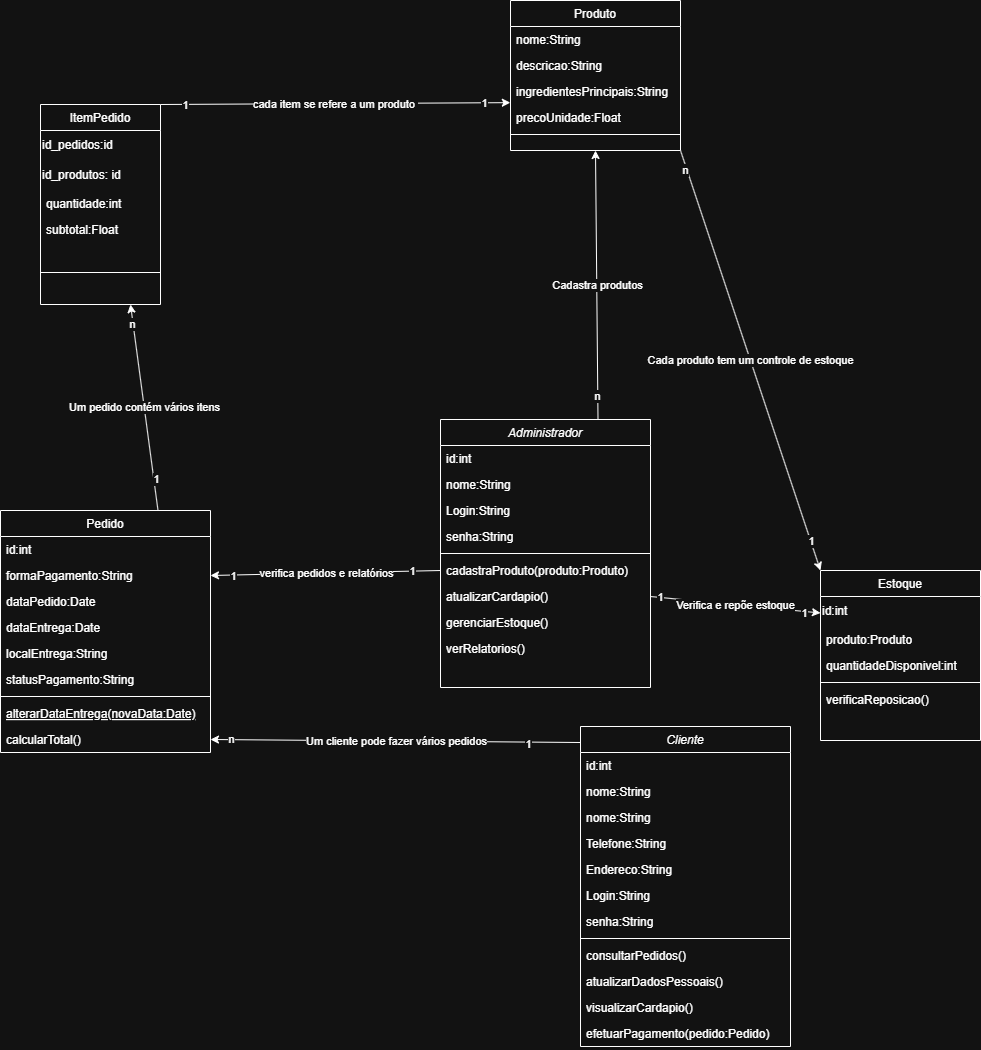 Produto
nome:String
descricao:String
ingredientesPrincipais:String
precoUnidade:Float
1
cada item se refere a um produto
1
ItemPedido
id_pedidos:id
id_produtos: id
quantidade:int
subtotal:Float
n
Cadastra produtos
n
Cada produto tem um controle de estoque
1
n
Um pedido contém vários itens
1
Administrador
id:int
nome:String
Login:String
senha:String
cadastraProduto(produto:Produto)
atualizarCardapio()
gerenciarEstoque()
verRelatorios()
Pedido
id:int
formaPagamento:String
dataPedido:Date
dataEntrega:Date
localEntrega:String
statusPagamento:String
alterarDataEntrega(novaData:Date)
calcularTotal()
1
verifica pedidos e relatórios
1
1
Verifica e repõe estoque
1
Estoque
id:int
produto:Produto
quantidadeDisponivel:int
verificaReposicao()
n
Um cliente pode fazer vários pedidos
1
Cliente
id:int
nome:String
nome:String
Telefone:String
Endereco:String
Login:String
senha:String
consultarPedidos()
atualizarDadosPessoais()
visualizarCardapio()
efetuarPagamento(pedido:Pedido)